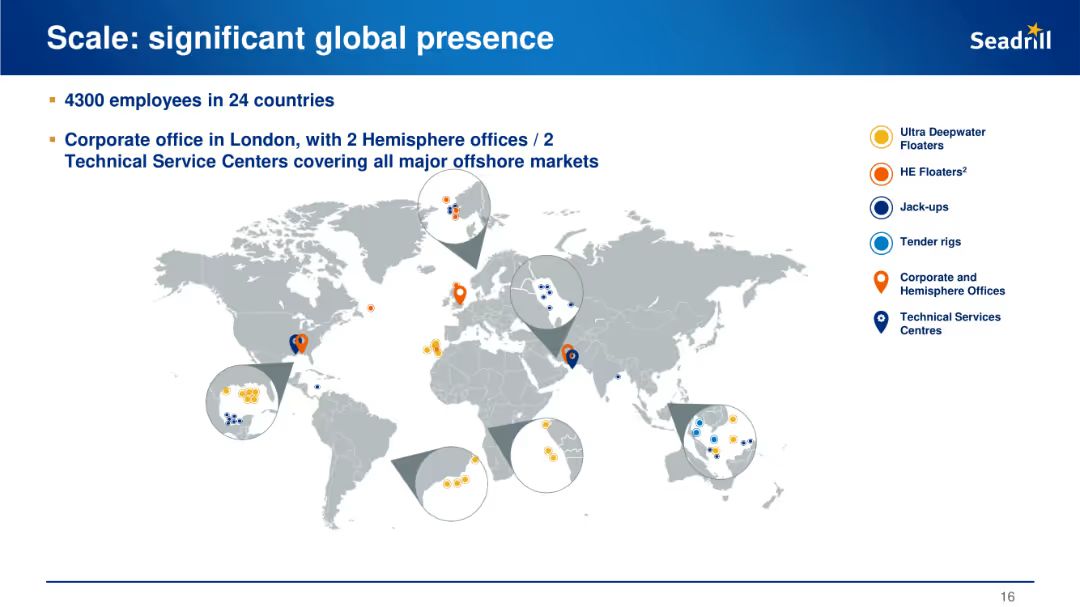 Scale: significant global presence
Seadrill
▪ 4300 employees in 24 countries
▪ Corporate office in London, with 2 Hemisphere offices / 2
Technical Service Centers covering all major offshore markets
Ultra Deepwater
Floaters
HE Floaters²
Jack-ups
Tender rigs
Corporate and
Hemisphere Offices
Technical Services
Centres
16